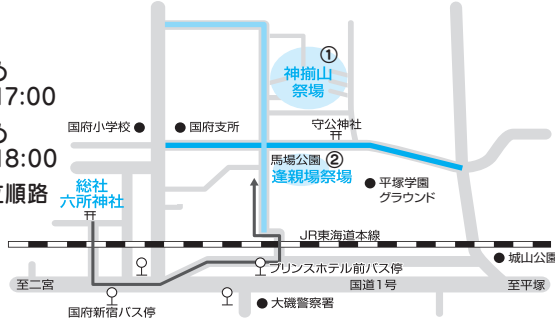 め
17:00
め
18:00
立順路
①
神揃山
祭場
国府小学校
国府支所
守公神社
馬場公園 ②
逢親場祭場
平塚学園
グラウンド
総社
六所神社
JR東海道本線
城山公園
プリンスホテル前バス停
至二宮
国道1号
至平塚
国府新宿バス停
大磯警察署